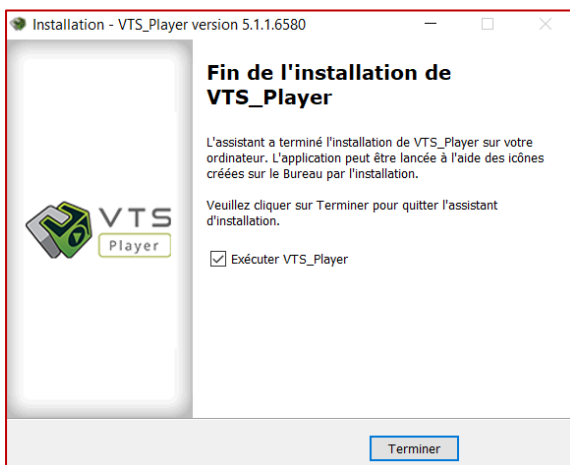 Installation - VTS_Player version 5.1.1.6580
Fin de l'installation de
VTS_Player
L'assistant a terminé l'installation de VTS_Player sur votre
ordinateur. L'application peut être lancée à l'aide des icônes
créées sur le Bureau par l'installation.
Veuillez cliquer sur Terminer pour quitter l'assistant
d'installation.
VTS
Player
Exécuter VTS_Player
Terminer